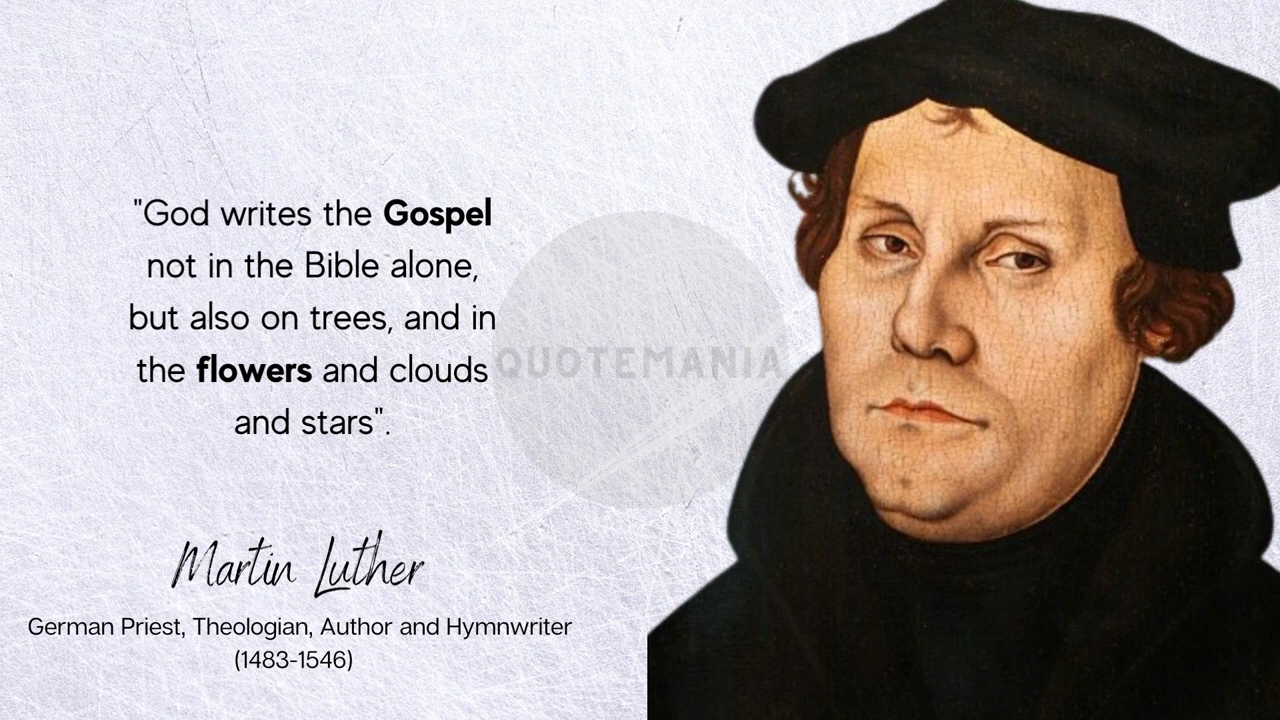 "God writes the Gospel
not in the Bible alone,
but also on trees, and in
the flowers and clouds
and stars".
QUOTEMANIA
Martin Luther
German Priest, Theologian, Author and Hymnwriter
(1483-1546)